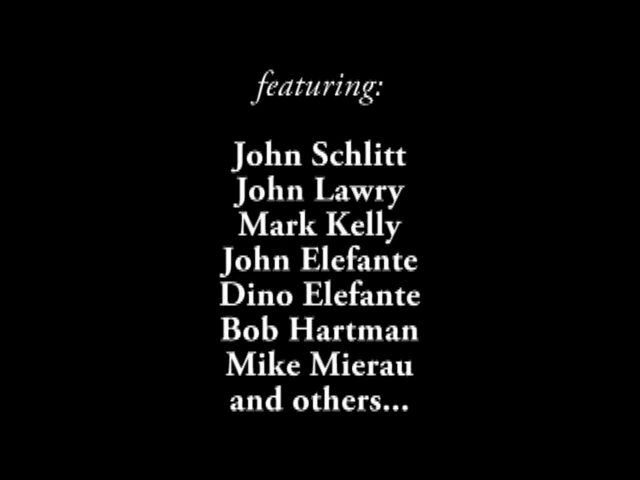 featuring:
John Schlitt
John Lawry
Mark Kelly
John Elefante
Dino Elefante
Bob Hartman
Mike Mierau
and others...